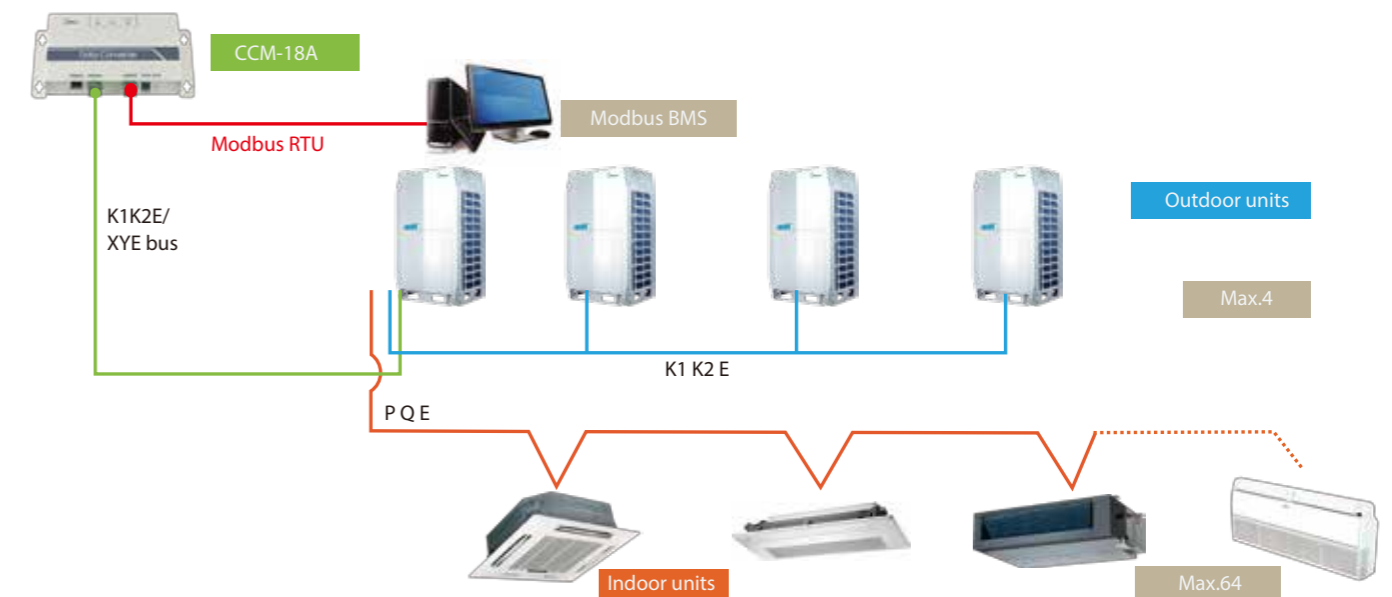 CCM-18A
Modbus BMS
Modbus RTU
K1K2E/
XYE bus
Outdoor units
Max.4
K1 K2 E
P Q E
Indoor units
Max.64